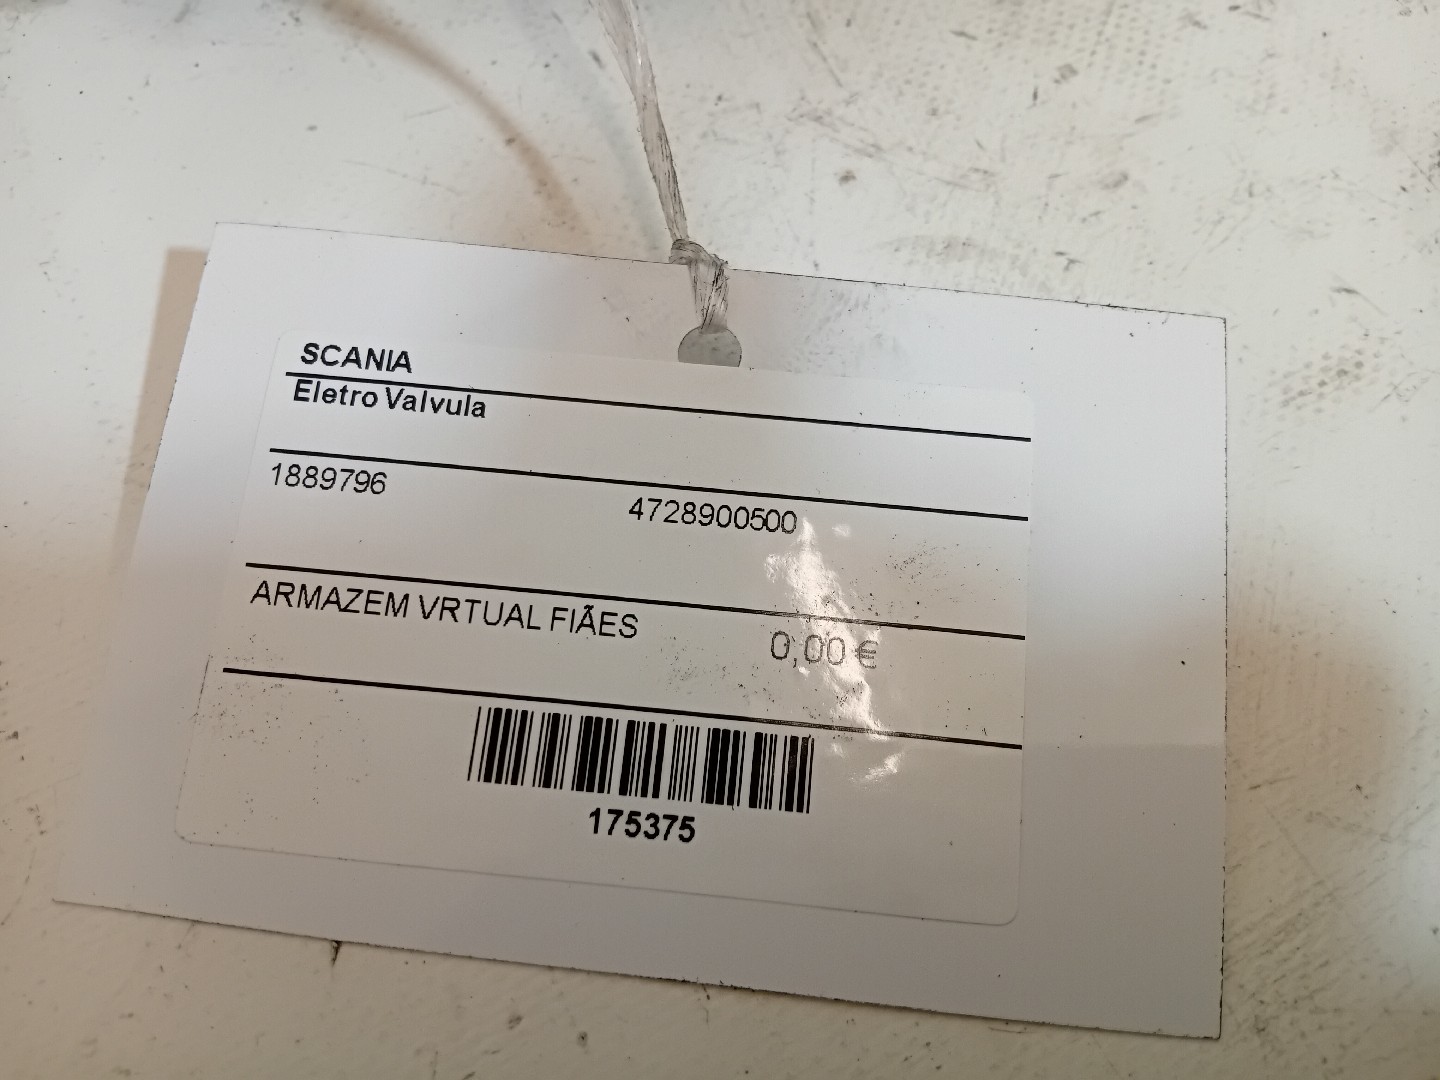 SCANIA
Eletro Valvula
1889796 4728900500
ARMAZEM VRTUAL FIÃES 0,00 €
175375